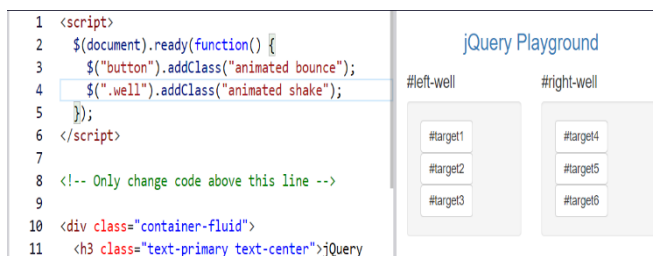 1 <script>
2 $(document).ready(function() {
3 $("button").addClass("animated bounce");
4 $(".well").addClass("animated shake");
5 });
6 </script>
7
8 <!-- Only change code above this line -->
9
10 <div class="container-fluid">
11 <h3 class="text-primary text-center">jQuery
jQuery Playground
#left-well #right-well
#target1 #target4
#target2 #target5
#target3 #target6